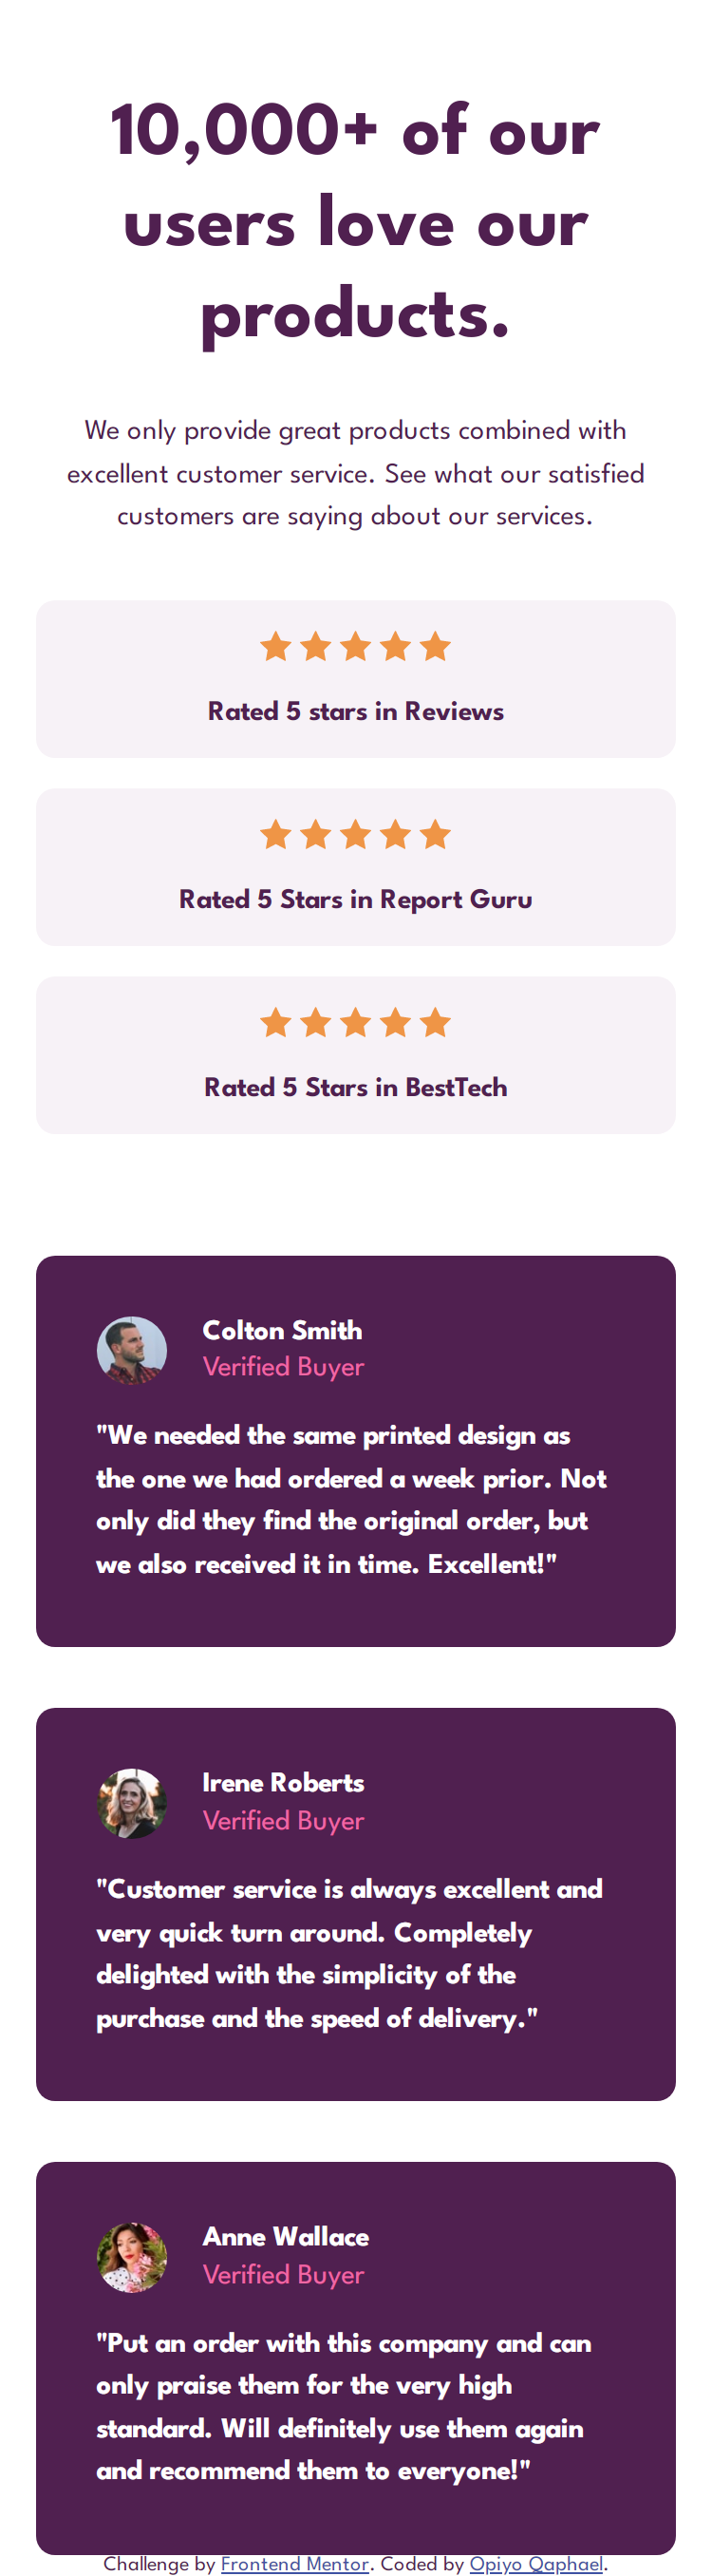 10,000+ of our
users love our
products.
We only provide great products combined with
excellent customer service. See what our satisfied
customers are saying about our services.
Rated 5 stars in Reviews
Rated 5 Stars in Report Guru
Rated 5 Stars in BestTech
Colton Smith
Verified Buyer
"We needed the same printed design as
the one we had ordered a week prior. Not
only did they find the original order, but
we also received it in time. Excellent!"
Irene Roberts
Verified Buyer
"Customer service is always excellent and
very quick turn around. Completely
delighted with the simplicity of the
purchase and the speed of delivery."
Anne Wallace
Verified Buyer
"Put an order with this company and can
only praise them for the very high
standard. Will definitely use them again
and recommend them to everyone!"
Challenge by Frontend Mentor. Coded by Opiyo Qaphael.